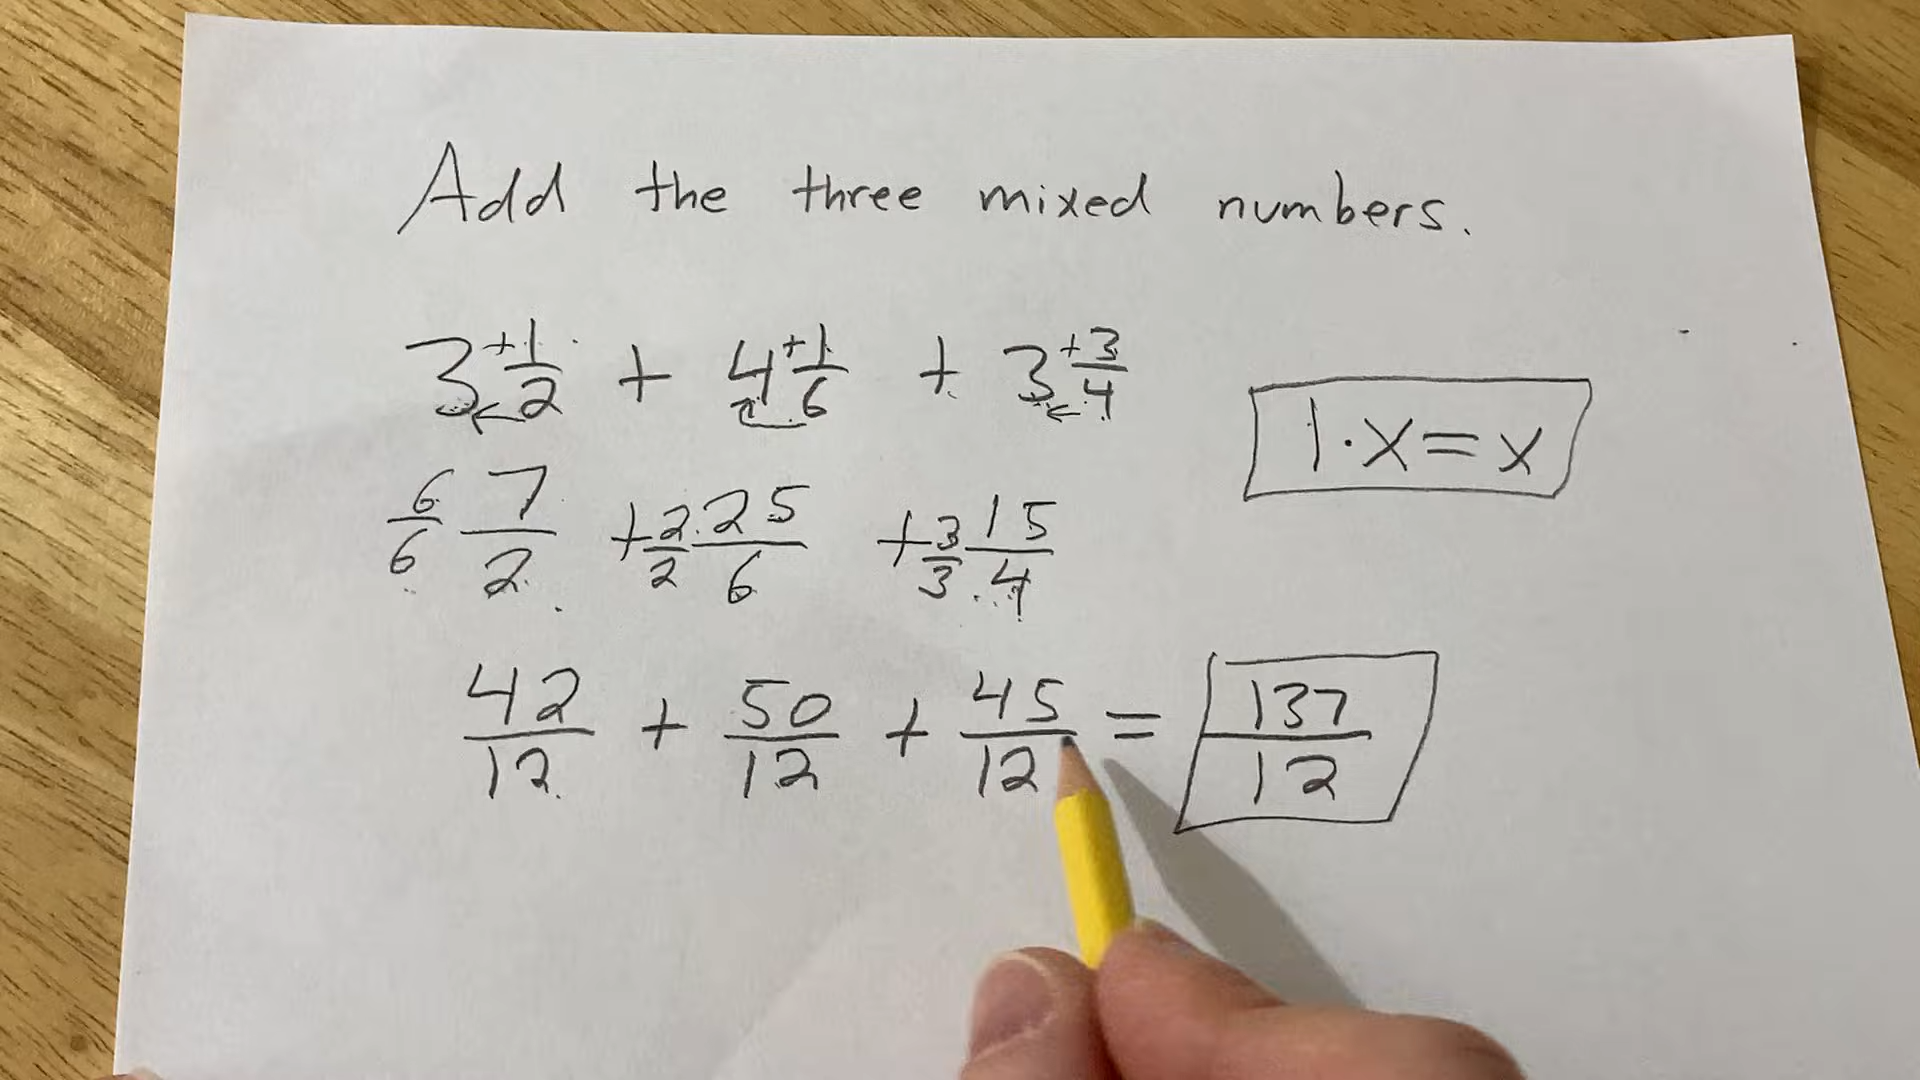 Add the three mixed numbers.
3 +1/2 + 4 +1/6 + 3 +3/4
1·x=x
6/6 7/2 + 2/2 25/6 + 3/3 15/4
42/12 + 50/12 + 45/12 = 137/12